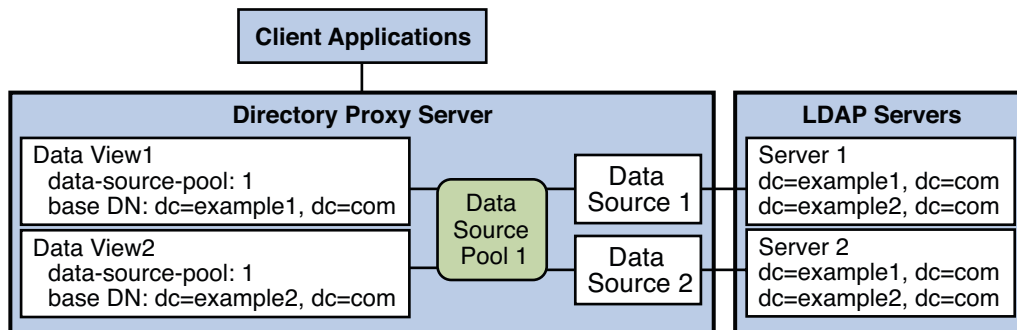 Client Applications
Directory Proxy Server
Data View1
data-source-pool: 1
base DN: dc=example1, dc=com
Data View2
data-source-pool: 1
base DN: dc=example2, dc=com
Data
Source
Pool 1
Data
Source 1
Data
Source 2
LDAP Servers
Server 1
dc=example1, dc=com
dc=example2, dc=com
Server 2
dc=example1, dc=com
dc=example2, dc=com